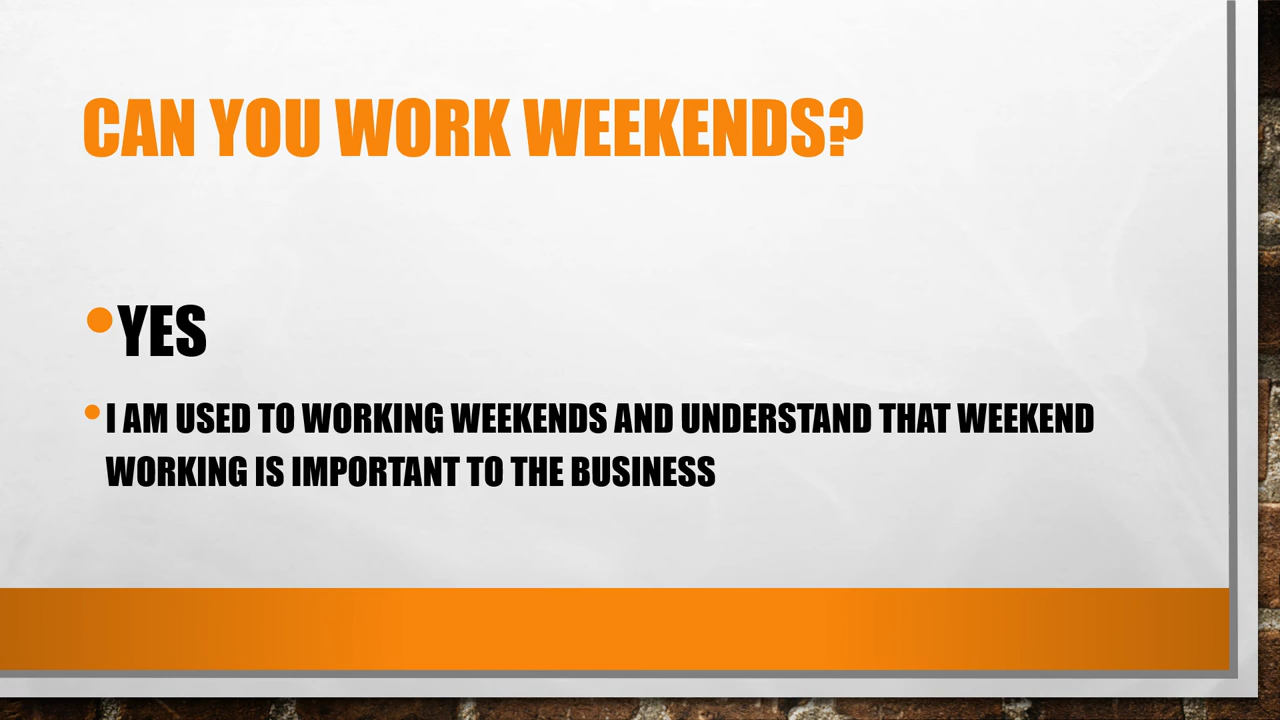 CAN YOU WORK WEEKENDS?
•YES
•I AM USED TO WORKING WEEKENDS AND UNDERSTAND THAT WEEKEND
WORKING IS IMPORTANT TO THE BUSINESS